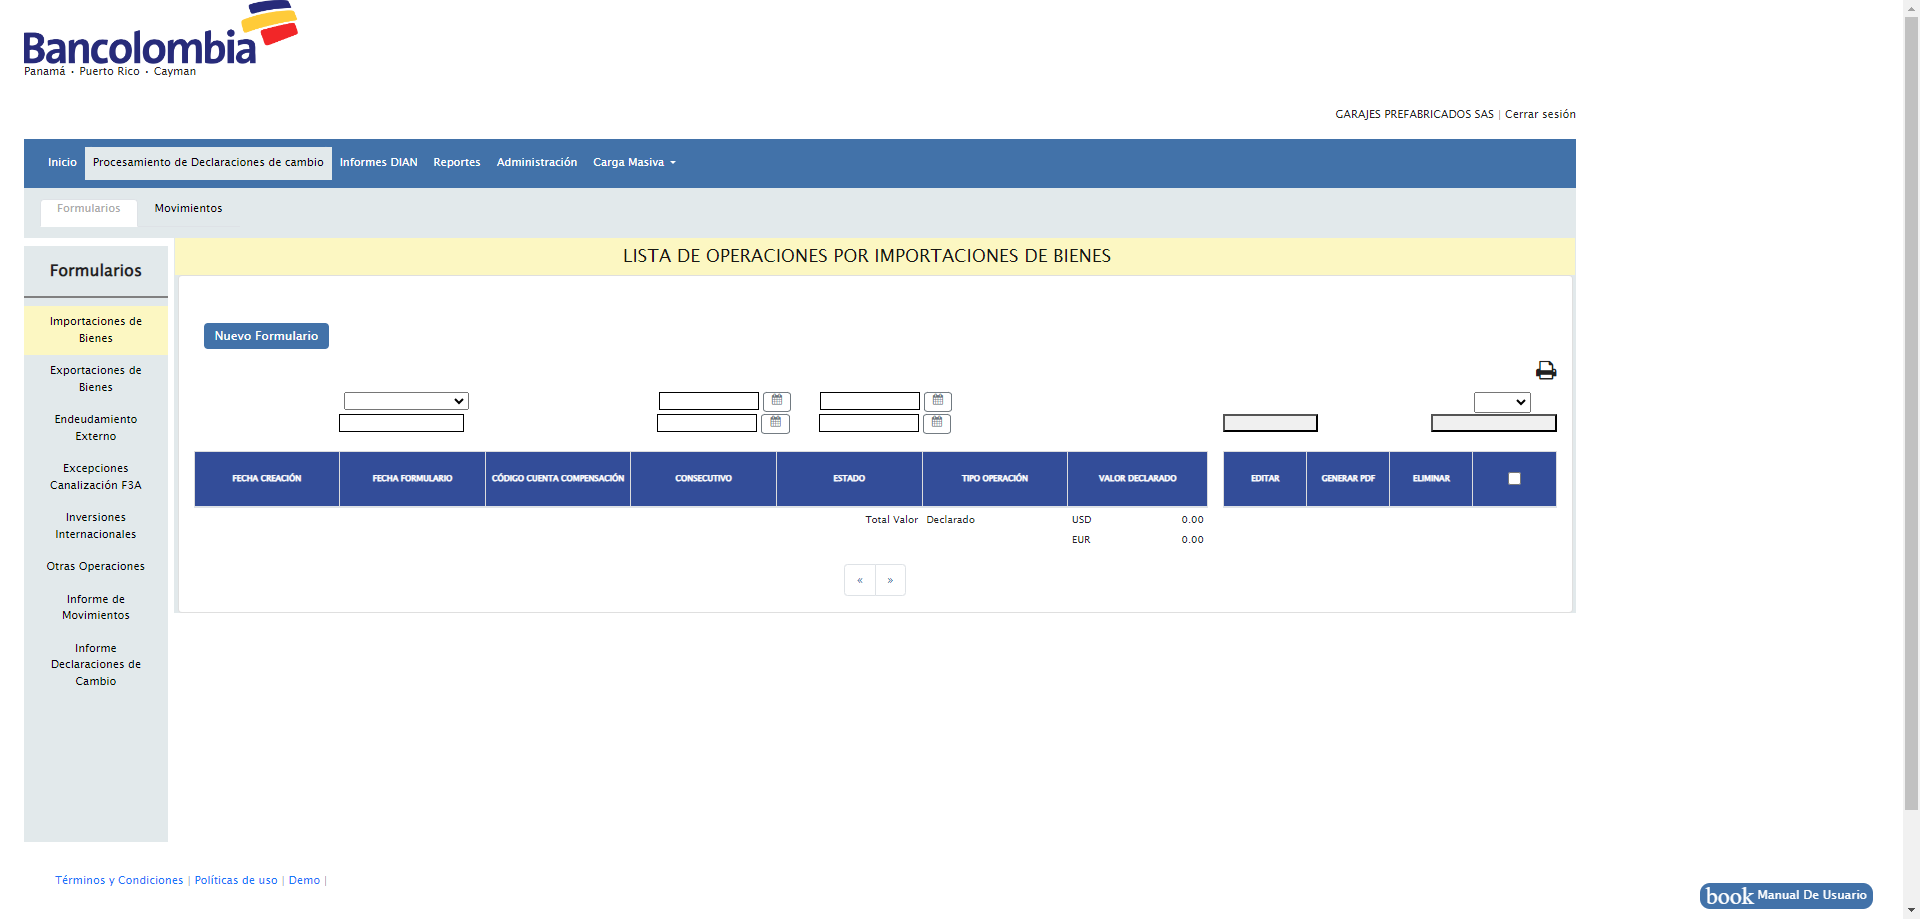 Bancolombia
Panamá • Puerto Rico • Cayman
GARAJES PREFABRICADOS SAS | Cerrar sesión
Inicio Procesamiento de Declaraciones de cambio Informes DIAN Reportes Administración Carga Masiva
Formularios Movimientos
Formularios
Importaciones de
Bienes
Exportaciones de
Bienes
Endeudamiento
Externo
Excepciones
Canalización F3A
Inversiones
Internacionales
Otras Operaciones
Informe de
Movimientos
Informe
Declaraciones de
Cambio
LISTA DE OPERACIONES POR IMPORTACIONES DE BIENES
Nuevo Formulario
FECHA CREACIÓN FECHA FORMULARIO CÓDIGO CUENTA COMPENSACIÓN CONSECUTIVO ESTADO TIPO OPERACIÓN VALOR DECLARADO EDITAR GENERAR PDF ELIMINAR
Total Valor Declarado USD 0.00
EUR 0.00
« »
Términos y Condiciones | Políticas de uso | Demo |
book Manual De Usuario